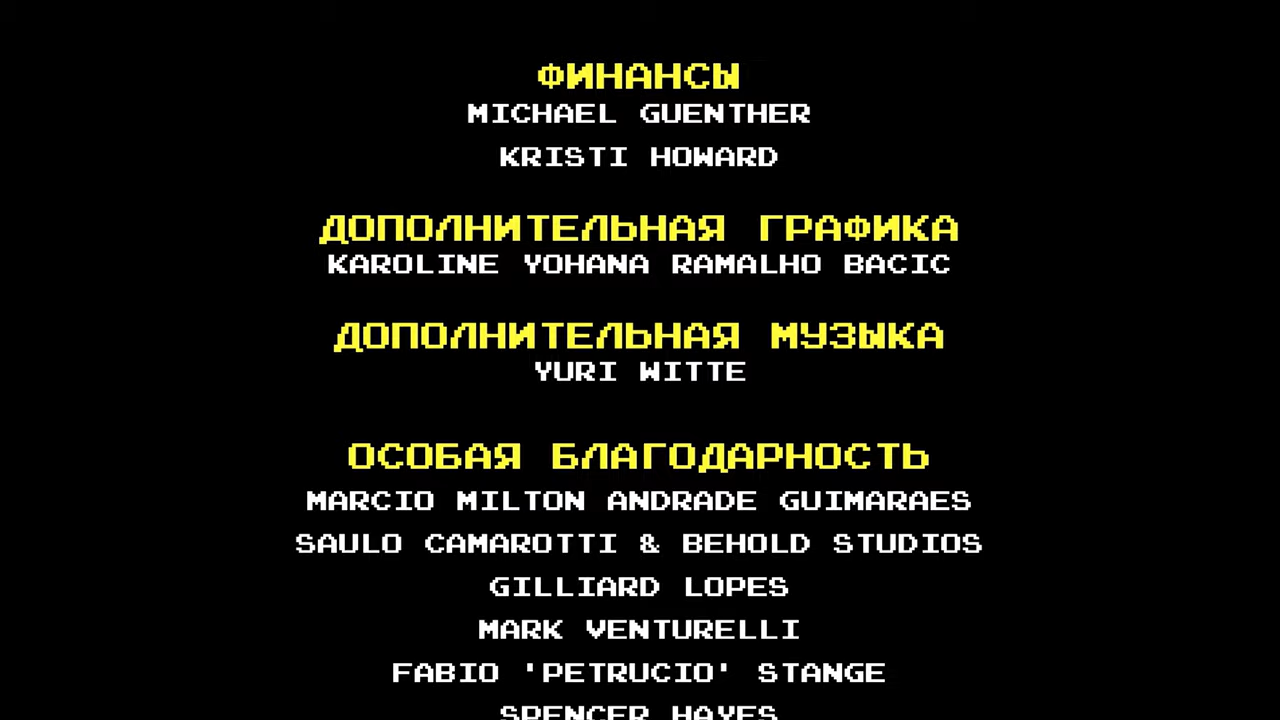 ФИНАНСЫ
MICHAEL GUENTHER
KRISTI HOWARD
ДОПОЛНИТЕЛЬНАЯ ГРАФИКА
KAROLINE YOHANA RAMALHO BACIC
ДОПОЛНИТЕЛЬНАЯ МУЗЫКА
YURI WITTE
ОСОБАЯ БЛАГОДАРНОСТЬ
MARCIO MILTON ANDRADE GUIMARAES
SAULO CAMAROTTI & BEHOLD STUDIOS
GILLIARD LOPES
MARK VENTURELLI
FABIO 'PETRUCIO' STANGE
SPENCER HAYES